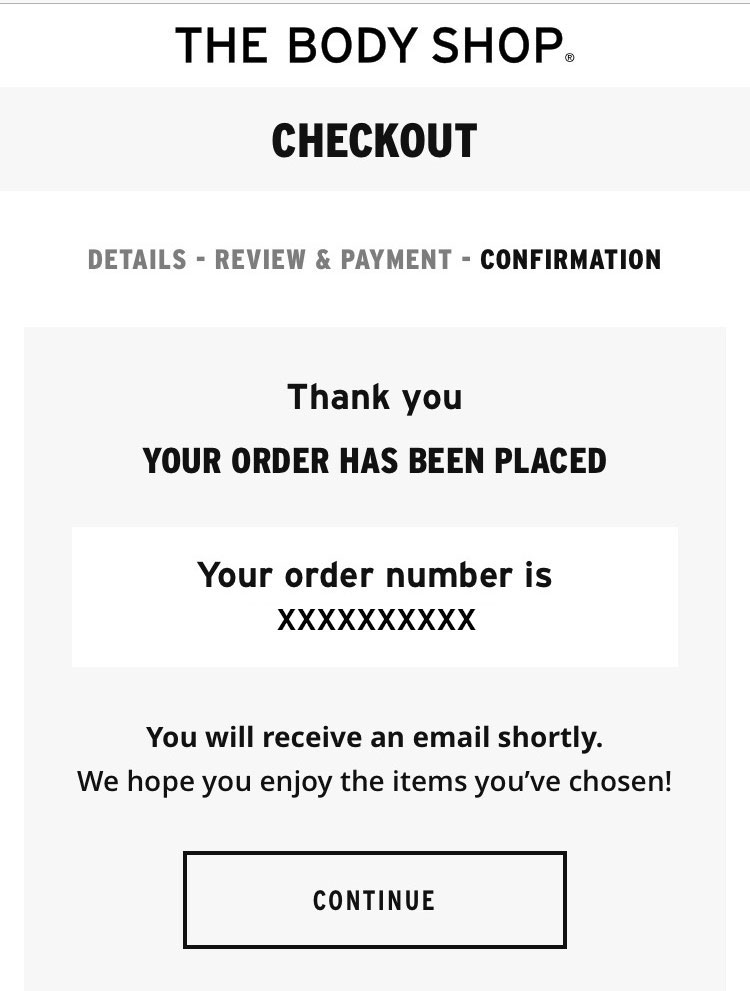 THE BODY SHOP®
CHECKOUT
DETAILS - REVIEW & PAYMENT - CONFIRMATION
Thank you
YOUR ORDER HAS BEEN PLACED
Your order number is
XXXXXXXXXX
You will receive an email shortly.
We hope you enjoy the items you’ve chosen!
CONTINUE